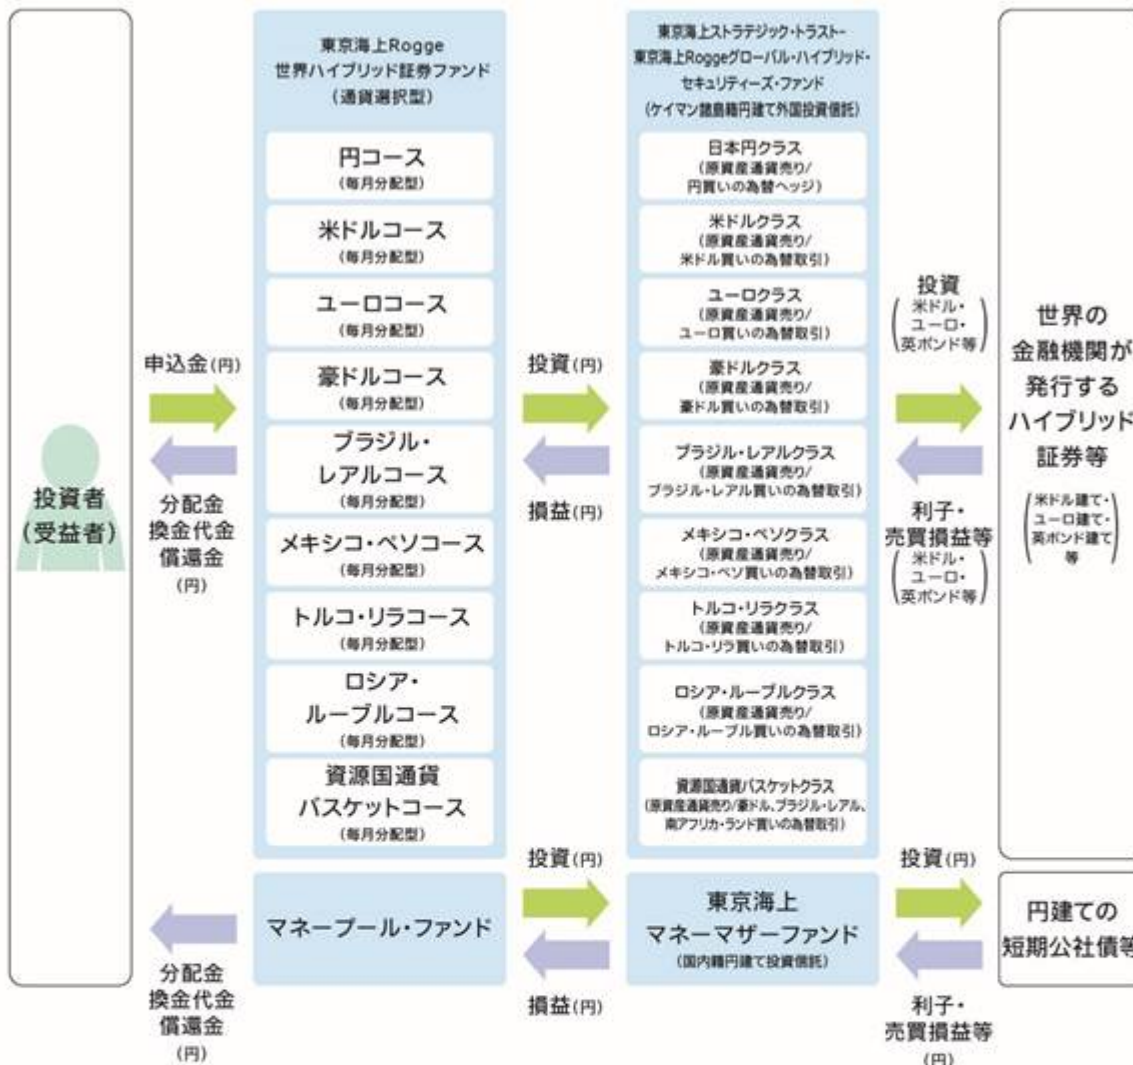 投資者
(受益者)
申込金(円)
分配金
換金代金
償還金
(円)
分配金
換金代金
償還金
(円)
東京海上Rogge
世界ハイブリッド証券ファンド
(通貨選択型)
円コース
(毎月分配型)
米ドルコース
(毎月分配型)
ユーロコース
(毎月分配型)
豪ドルコース
(毎月分配型)
ブラジル・
レアルコース
(毎月分配型)
メキシコ・ペソコース
(毎月分配型)
トルコ・リラコース
(毎月分配型)
ロシア・
ルーブルコース
(毎月分配型)
資源国通貨
バスケットコース
(毎月分配型)
マネープール・ファンド
投資(円)
損益(円)
投資(円)
損益(円)
東京海上ストラテジック・トラスト-
東京海上Roggeグローバル・ハイブリッド・
セキュリティーズ・ファンド
(ケイマン諸島籍円建て外国投資信託)
日本円クラス
(原資産通貨売り/
円買いの為替ヘッジ)
米ドルクラス
(原資産通貨売り/
米ドル買いの為替取引)
ユーロクラス
(原資産通貨売り/
ユーロ買いの為替取引)
豪ドルクラス
(原資産通貨売り/
豪ドル買いの為替取引)
ブラジル・レアルクラス
(原資産通貨売り/
ブラジル・レアル買いの為替取引)
メキシコ・ペソクラス
(原資産通貨売り/
メキシコ・ペソ買いの為替取引)
トルコ・リラクラス
(原資産通貨売り/
トルコ・リラ買いの為替取引)
ロシア・ルーブルクラス
(原資産通貨売り/
ロシア・ルーブル買いの為替取引)
資源国通貨バスケットクラス
(原資産通貨売り/豪ドル、ブラジル・レアル、
南アフリカ・ランド買いの為替取引)
東京海上
マネーマザーファンド
(国内籍円建て投資信託)
投資
(米ドル・
ユーロ・
英ポンド等)
利子・
売買損益等
(米ドル・
ユーロ・
英ポンド等)
投資(円)
利子・
売買損益等
(円)
世界の
金融機関が
発行する
ハイブリッド
証券等
(米ドル建て・
ユーロ建て・
英ポンド建て
等)
円建ての
短期公社債等